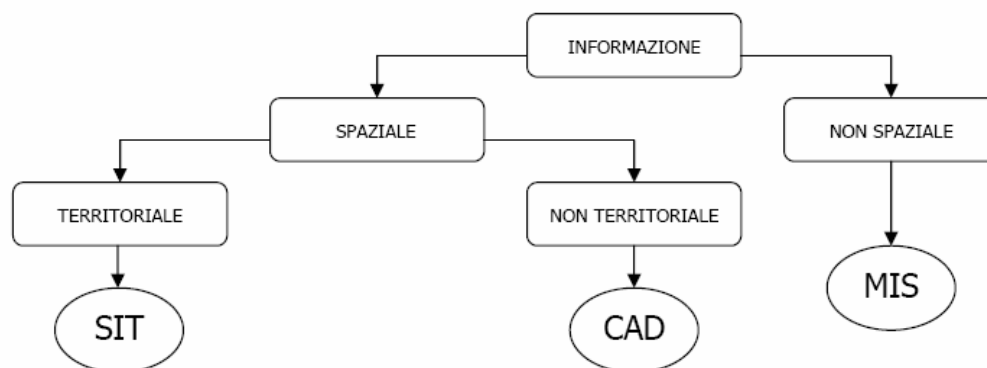 INFORMAZIONE
SPAZIALE
NON SPAZIALE
TERRITORIALE
NON TERRITORIALE
SIT
CAD
MIS